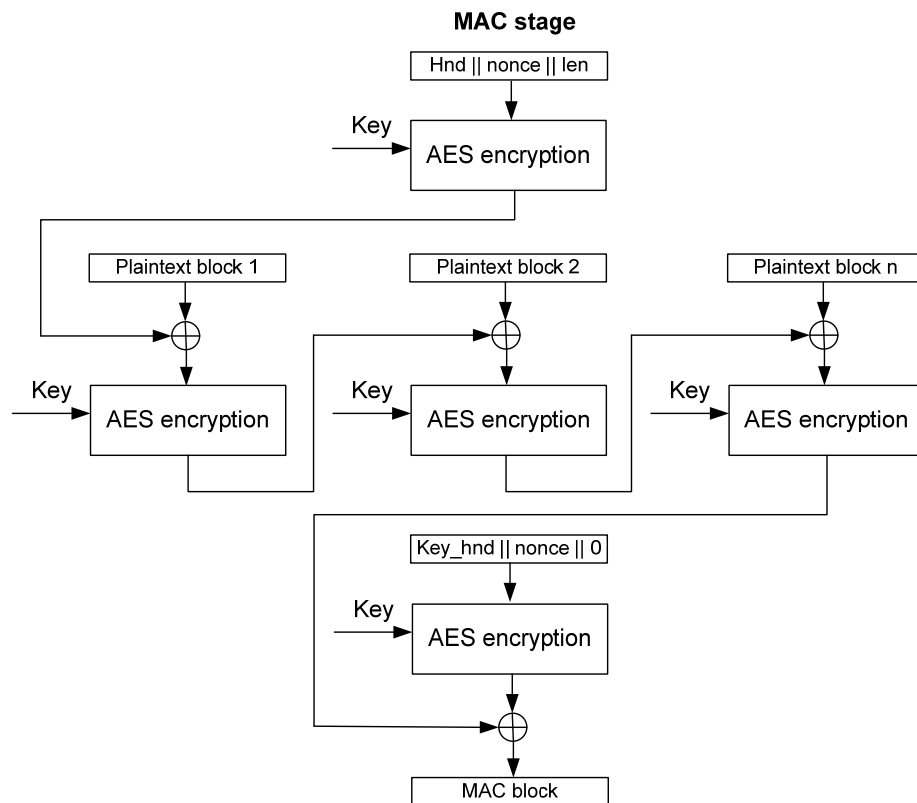 MAC stage
Hnd || nonce || len
Key
AES encryption
Plaintext block 1
Plaintext block 2
Plaintext block n
Key
AES encryption
Key
AES encryption
Key
AES encryption
Key_hnd || nonce || 0
Key
AES encryption
MAC block